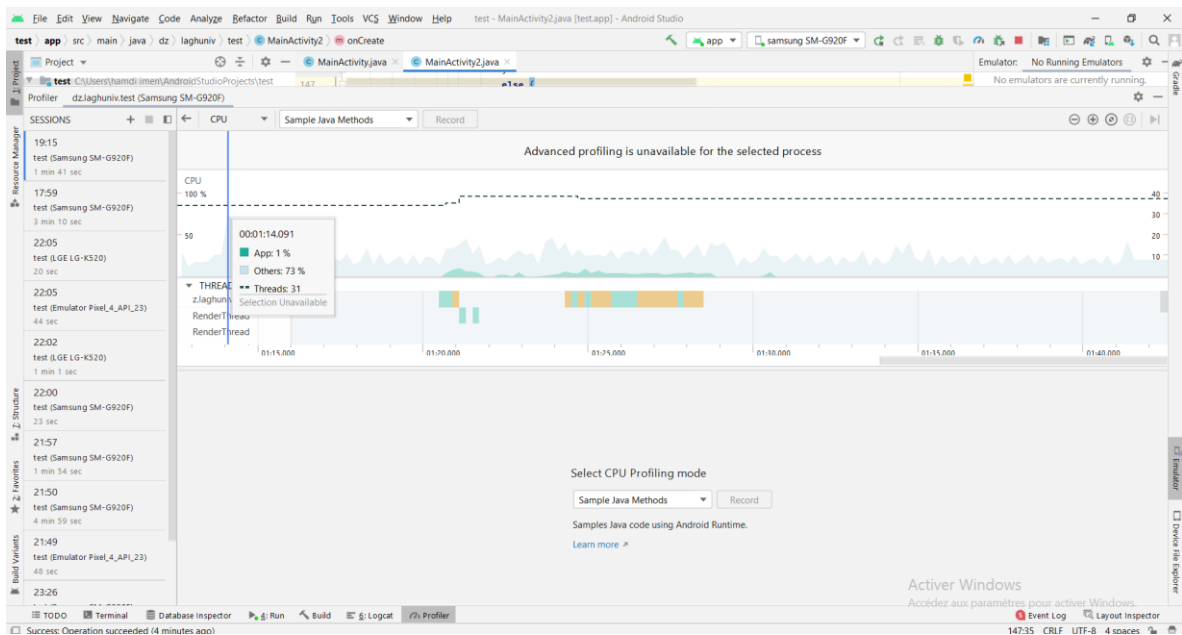 File Edit View Navigate Code Analyze Refactor Build Run Tools VCS Window Help test - MainActivity2.java [test.app] - Android Studio
test app src main java dz laghuniv test MainActivity2 onCreate app samsung SM-G920F
Project MainActivity.java MainActivity2.java Emulator: No Running Emulators
test C:\Users\hamdi imen\AndroidStudioProjects\test 147 else { No emulators are currently running.
Profiler dz.laghuniv.test (Samsung SM-G920F)
SESSIONS CPU Sample Java Methods Record
19:15
test (Samsung SM-G920F)
1 min 41 sec
17:59
test (Samsung SM-G920F)
3 min 10 sec
22:05
test (LGE LG-K520)
20 sec
22:05
test (Emulator Pixel_4_API_23)
44 sec
22:02
test (LGE LG-K520)
1 min 1 sec
22:00
test (Samsung SM-G920F)
23 sec
21:57
test (Samsung SM-G920F)
1 min 54 sec
21:50
test (Samsung SM-G920F)
4 min 59 sec
21:49
test (Emulator Pixel_4_API_23)
48 sec
23:26
Advanced profiling is unavailable for the selected process
CPU
100 %
50
40
30
20
10
00:01:14.091
App: 1 %
Others: 73 %
Threads: 31
Selection Unavailable
THREAD
z.laghuniv
RenderThread
RenderThread
01:15.000 01:20.000 01:25.000 01:30.000 01:35.000 01:40.000
Select CPU Profiling mode
Sample Java Methods Record
Samples Java code using Android Runtime.
Learn more
Activer Windows
Accédez aux paramètres pour activer Windows.
1: Project
Resource Manager
Z: Structure
2: Favorites
Build Variants
Gradle
Emulator
Device File Explorer
TODO Terminal Database Inspector 4: Run Build 6: Logcat Profiler Event Log Layout Inspector
Success: Operation succeeded (4 minutes ago) 147:35 CRLF UTF-8 4 spaces